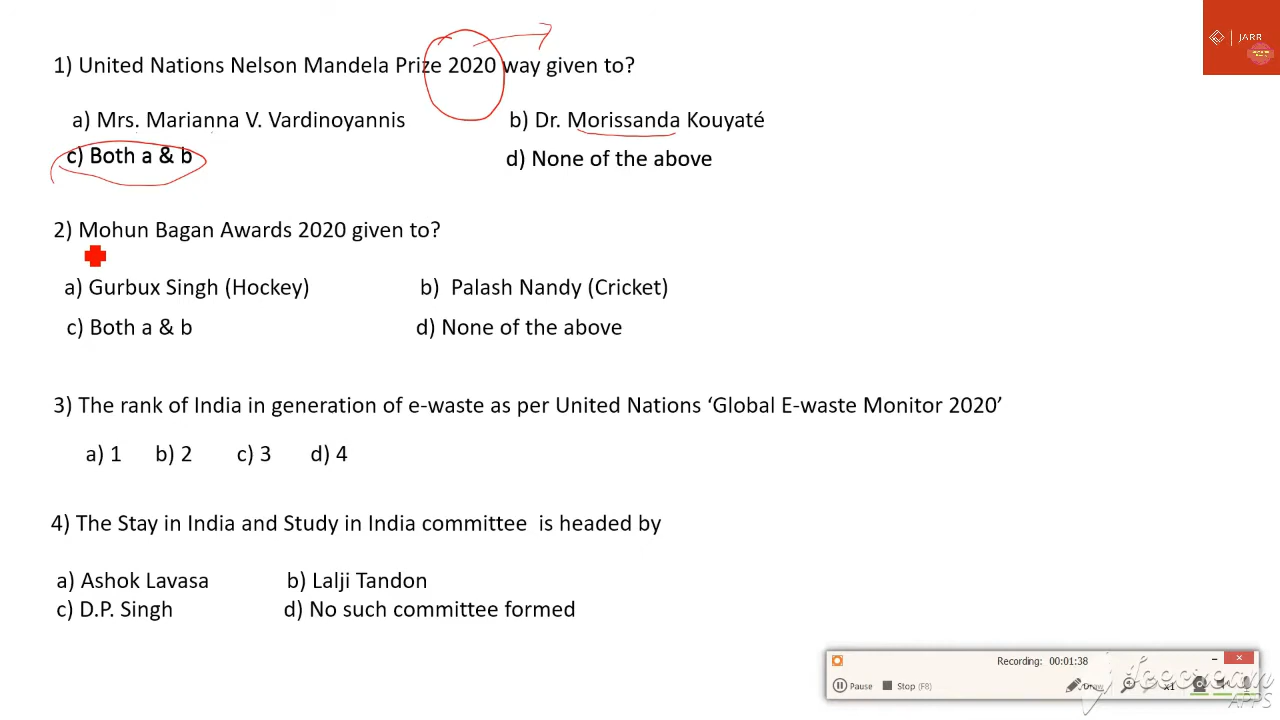 JARR
1) United Nations Nelson Mandela Prize 2020 way given to?
a) Mrs. Marianna V. Vardinoyannis b) Dr. Morissanda Kouyaté
c) Both a & b d) None of the above
2) Mohun Bagan Awards 2020 given to?
a) Gurbux Singh (Hockey) b) Palash Nandy (Cricket)
c) Both a & b d) None of the above
3) The rank of India in generation of e-waste as per United Nations ‘Global E-waste Monitor 2020’
a) 1 b) 2 c) 3 d) 4
4) The Stay in India and Study in India committee is headed by
a) Ashok Lavasa b) Lalji Tandon
c) D.P. Singh d) No such committee formed
Recording: 00:01:38
Pause Stop (F8) Draw x1
APPS